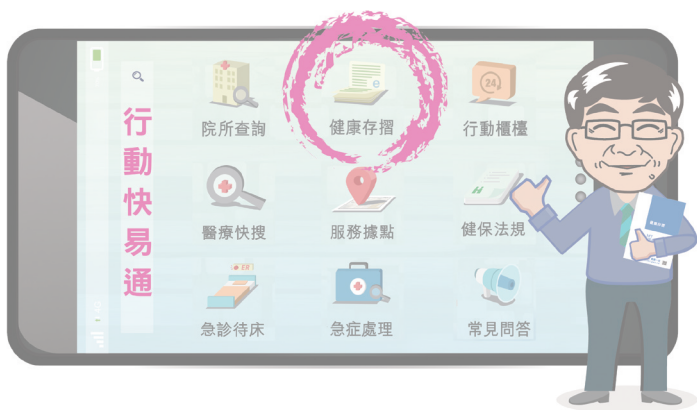 行動快易通
院所查詢
健康存摺
e
24
行動櫃檯
醫療快搜
服務據點
H
健保法規
ER
急診待床
急症處理
常見問答